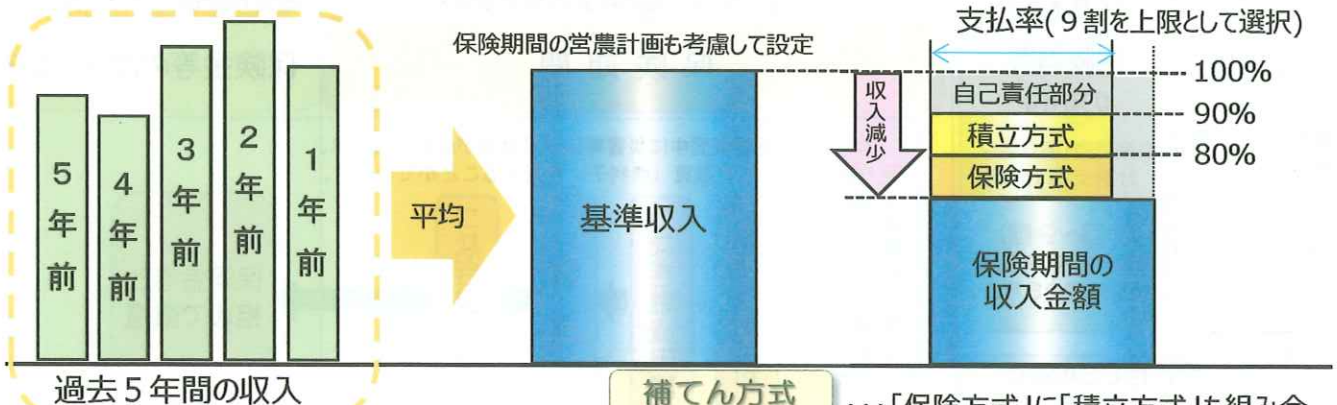 支払率(9割を上限として選択)
保険期間の営農計画も考慮して設定
100%
収入減少
自己責任部分
90%
積立方式
80%
保険方式
5年前
4年前
3年前
2年前
1年前
平均
基準収入
保険期間の
収入金額
過去5年間の収入
補てん方式
・・・「保険方式」に「積立方式」も組み合